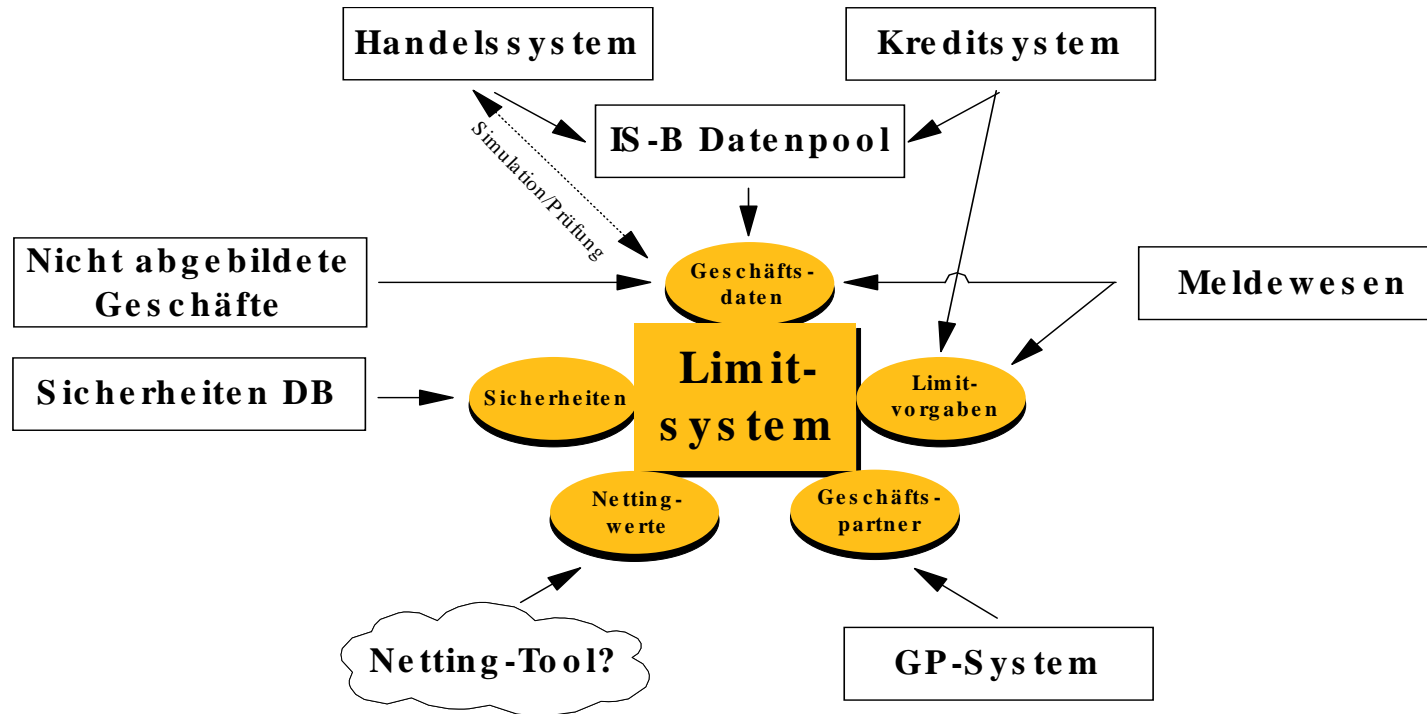 Handelssystem
Kreditsystem
IS-B Datenpool
Simulation/Prüfung
Nicht abgebildete
Geschäfte
Geschäfts-
daten
Meldewesen
Sicherheiten DB
Sicherheiten
Limit-
system
Limit-
vorgaben
Netting-
werte
Geschäfts-
partner
Netting-Tool?
GP-System